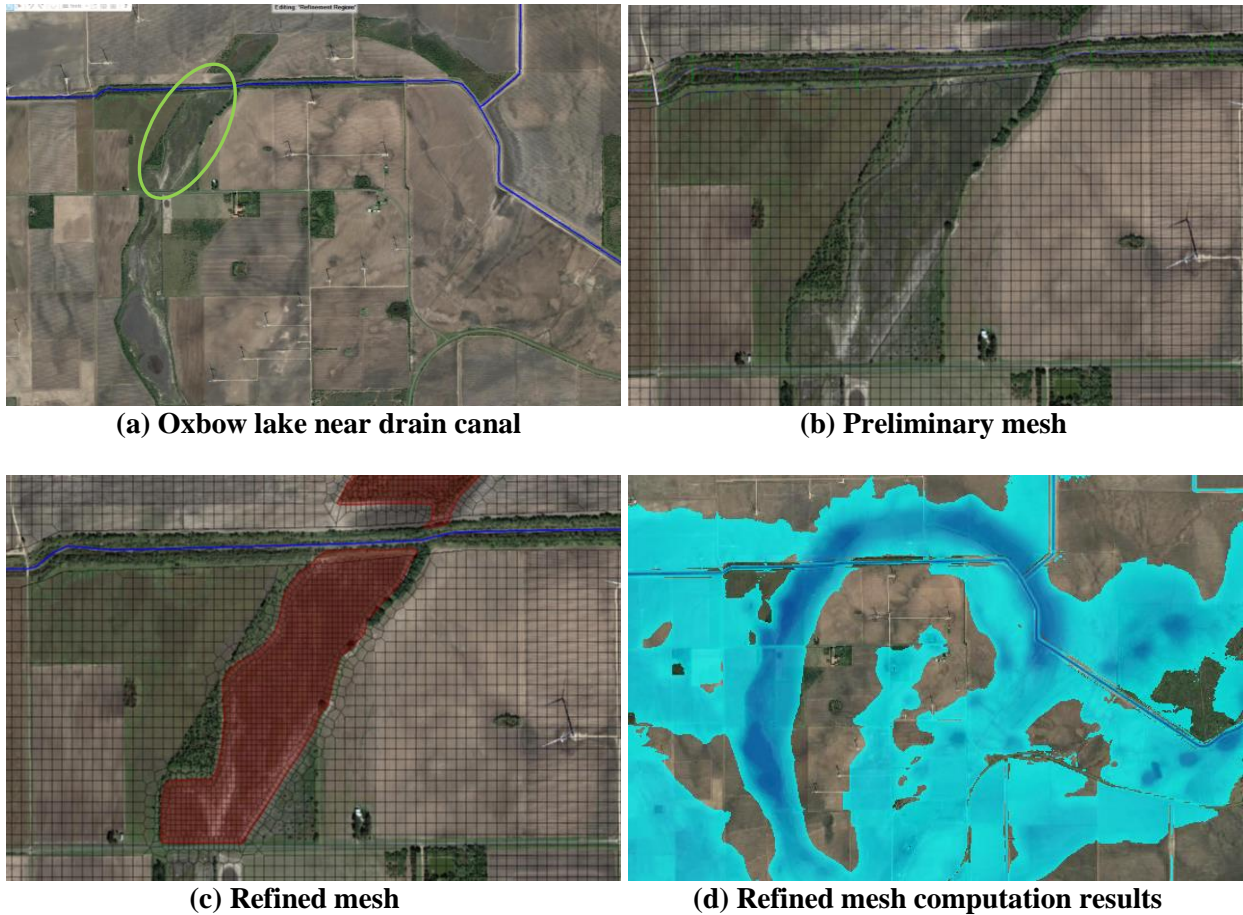 Editing: "Refinement Regions"
(a) Oxbow lake near drain canal
(b) Preliminary mesh
(c) Refined mesh
(d) Refined mesh computation results